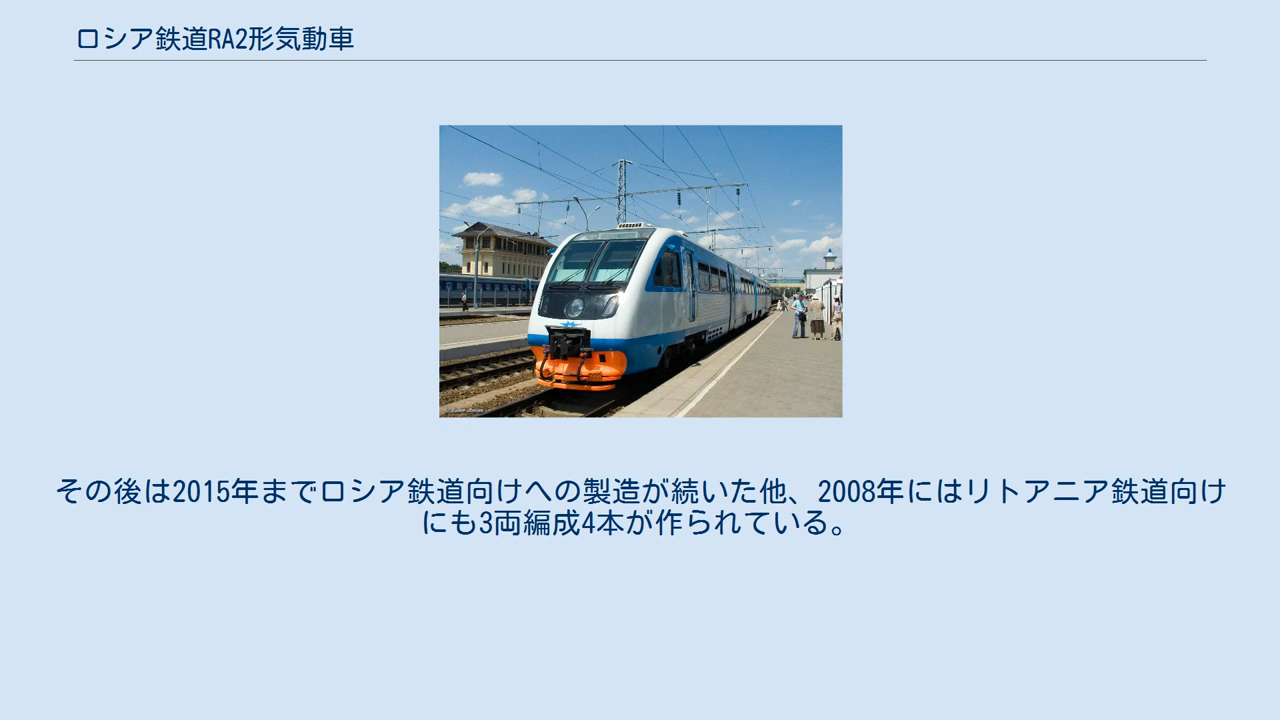 ロシア鉄道RA2形気動車
その後は2015年までロシア鉄道向けへの製造が続いた他、2008年にはリトアニア鉄道向け
にも3両編成4本が作られている。